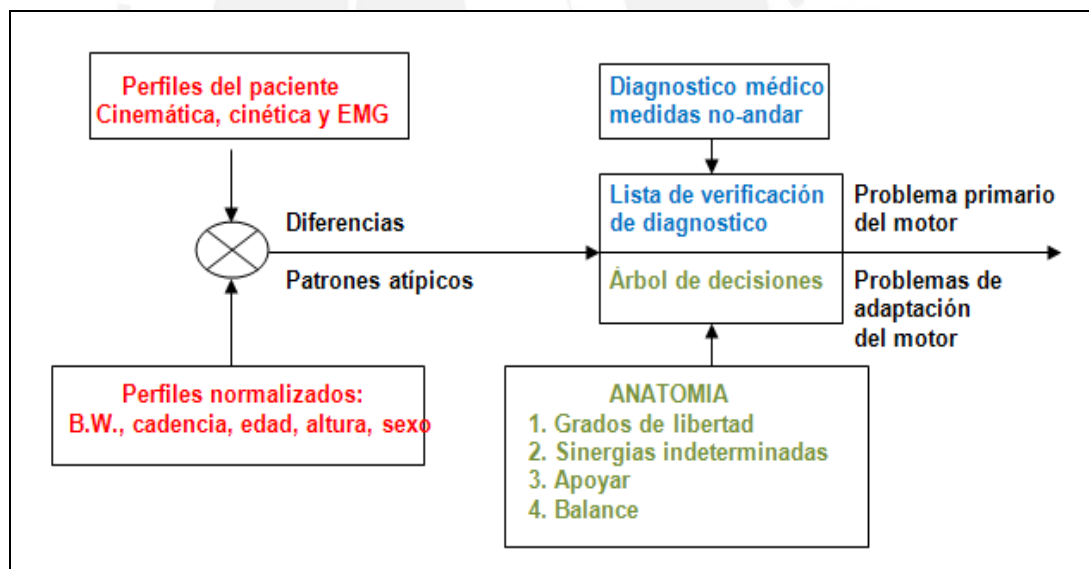 Perfiles del paciente
Cinemática, cinética y EMG
Diagnostico médico
medidas no-andar
Diferencias
Patrones atípicos
Lista de verificación
de diagnostico
Árbol de decisiones
Problema primario
del motor
Problemas de
adaptación
del motor
Perfiles normalizados:
B.W., cadencia, edad, altura, sexo
ANATOMIA
1. Grados de libertad
2. Sinergias indeterminadas
3. Apoyar
4. Balance